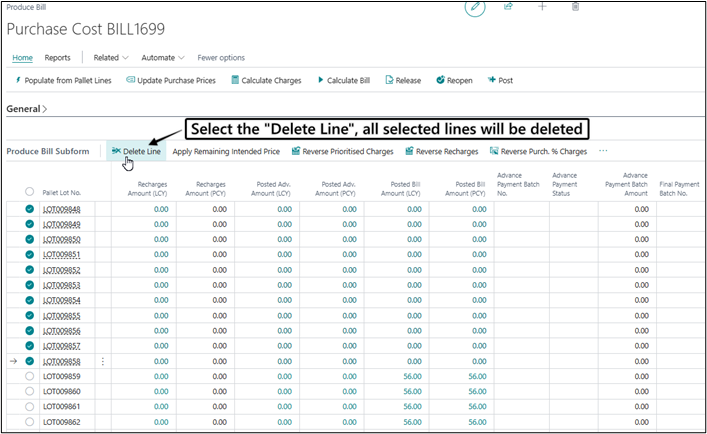 Produce Bill
Purchase Cost BILL1699
Home Reports Related Automate Fewer options
Populate from Pallet Lines Update Purchase Prices Calculate Charges Calculate Bill Release Reopen Post
General
Select the "Delete Line", all selected lines will be deleted
Produce Bill Subform Delete Line Apply Remaining Intended Price Reverse Prioritised Charges Reverse Recharges Reverse Purch. % Charges ...
Pallet Lot No. Recharges Amount (LCY) Recharges Amount (PCY) Posted Adv. Amount (LCY) Posted Adv. Amount (PCY) Posted Bill Amount (LCY) Posted Bill Amount (PCY) Advance Payment Batch No. Advance Payment Status Advance Payment Batch Amount Final Payment Batch No.
LOT009848 0.00 0.00 0.00 0.00 0.00 0.00 0.00
LOT009849 0.00 0.00 0.00 0.00 0.00 0.00 0.00
LOT009850 0.00 0.00 0.00 0.00 0.00 0.00 0.00
LOT009851 0.00 0.00 0.00 0.00 0.00 0.00 0.00
LOT009852 0.00 0.00 0.00 0.00 0.00 0.00 0.00
LOT009853 0.00 0.00 0.00 0.00 0.00 0.00 0.00
LOT009854 0.00 0.00 0.00 0.00 0.00 0.00 0.00
LOT009855 0.00 0.00 0.00 0.00 0.00 0.00 0.00
LOT009856 0.00 0.00 0.00 0.00 0.00 0.00 0.00
LOT009857 0.00 0.00 0.00 0.00 0.00 0.00 0.00
LOT009858 0.00 0.00 0.00 0.00 0.00 0.00 0.00
LOT009859 0.00 0.00 0.00 0.00 56.00 56.00 0.00
LOT009860 0.00 0.00 0.00 0.00 56.00 56.00 0.00
LOT009861 0.00 0.00 0.00 0.00 56.00 56.00 0.00
LOT009862 0.00 0.00 0.00 0.00 56.00 56.00 0.00